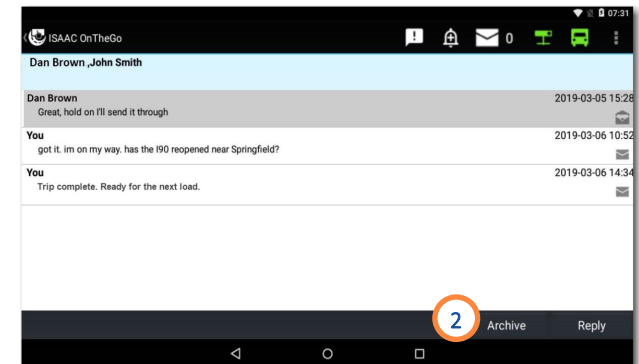 07:31
ISAAC OnTheGo
0
Dan Brown ,John Smith
Dan Brown 2019-03-05 15:28
Great, hold on I'll send it through
You 2019-03-06 10:52
got it. im on my way. has the I90 reopened near Springfield?
You 2019-03-06 14:34
Trip complete. Ready for the next load.
2 Archive Reply